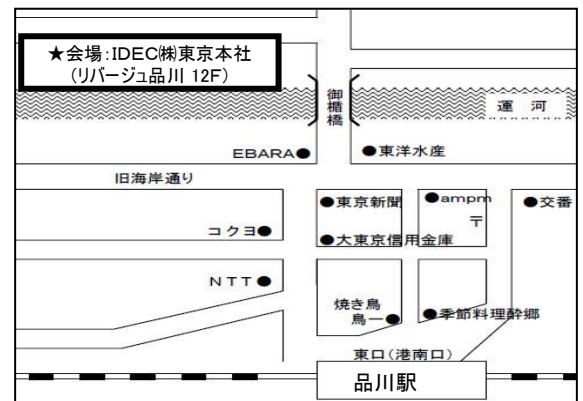 ★会場:IDEC㈱東京本社
(リバージュ品川 12F)
御楯橋
運河
EBARA
東洋水産
旧海岸通り
東京新聞
ampm
〒
交番
コクヨ
大東京信用金庫
NTT
焼き鳥
鳥一
季節料理酔郷
東口(港南口)
品川駅